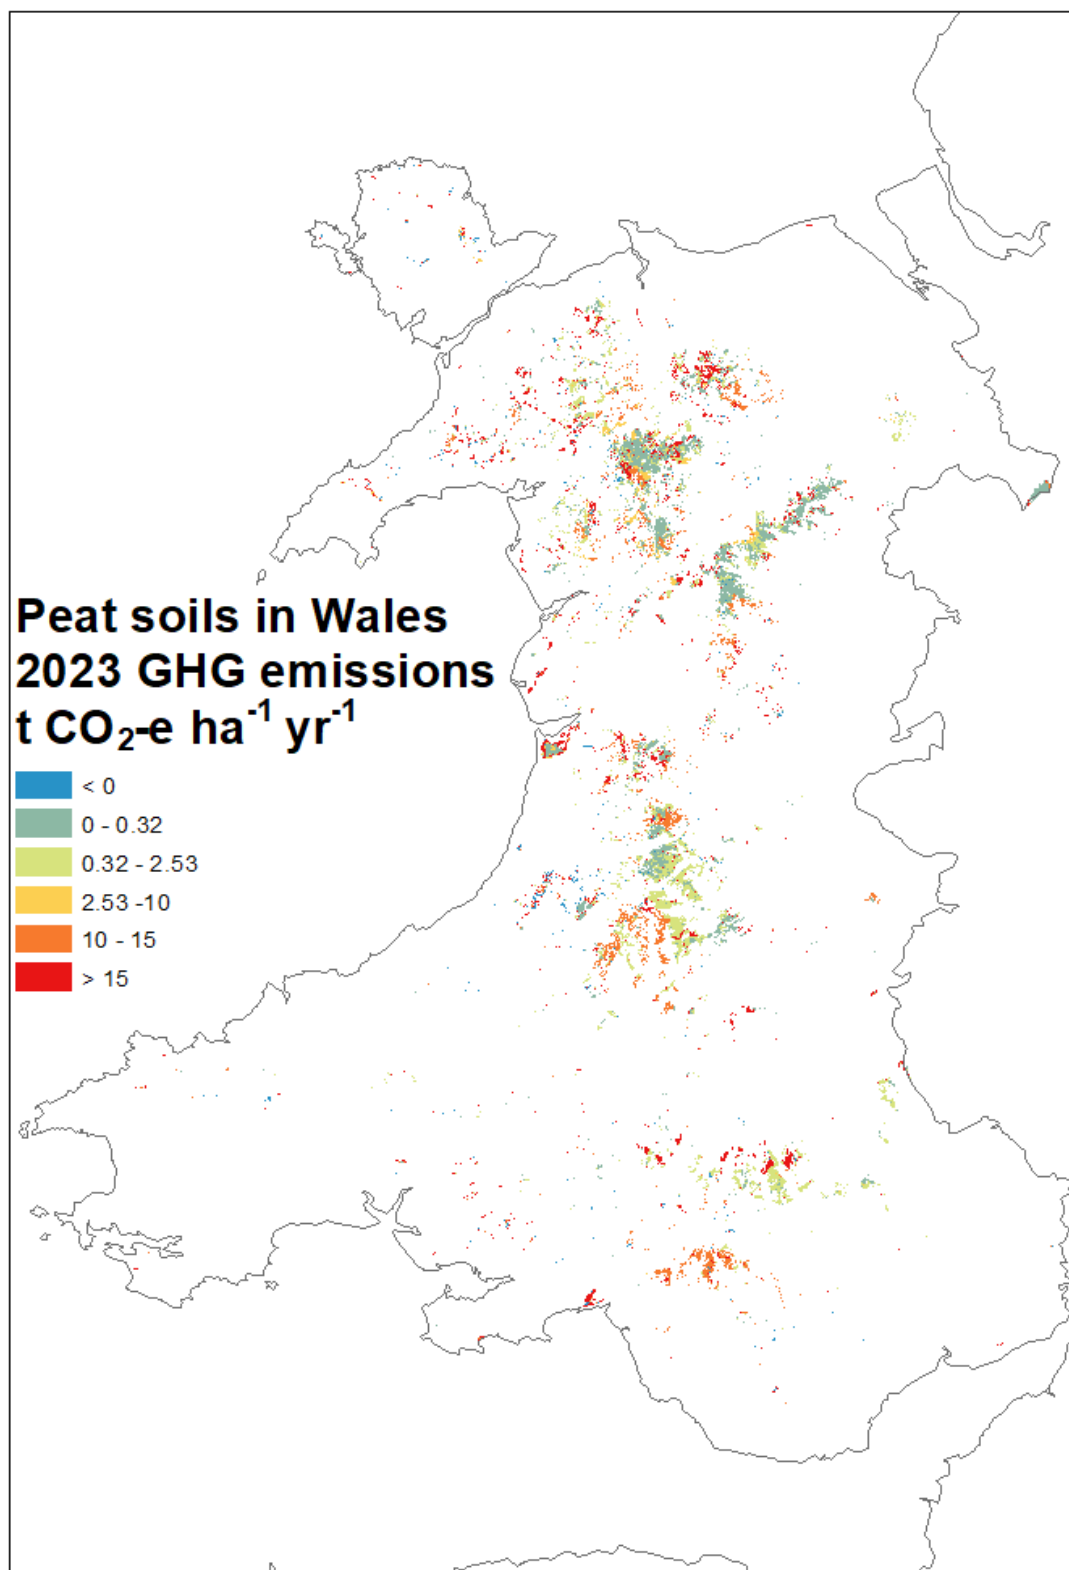 Peat soils in Wales
2023 GHG emissions
t CO₂-e ha⁻¹ yr⁻¹
< 0
0 - 0.32
0.32 - 2.53
2.53 -10
10 - 15
> 15